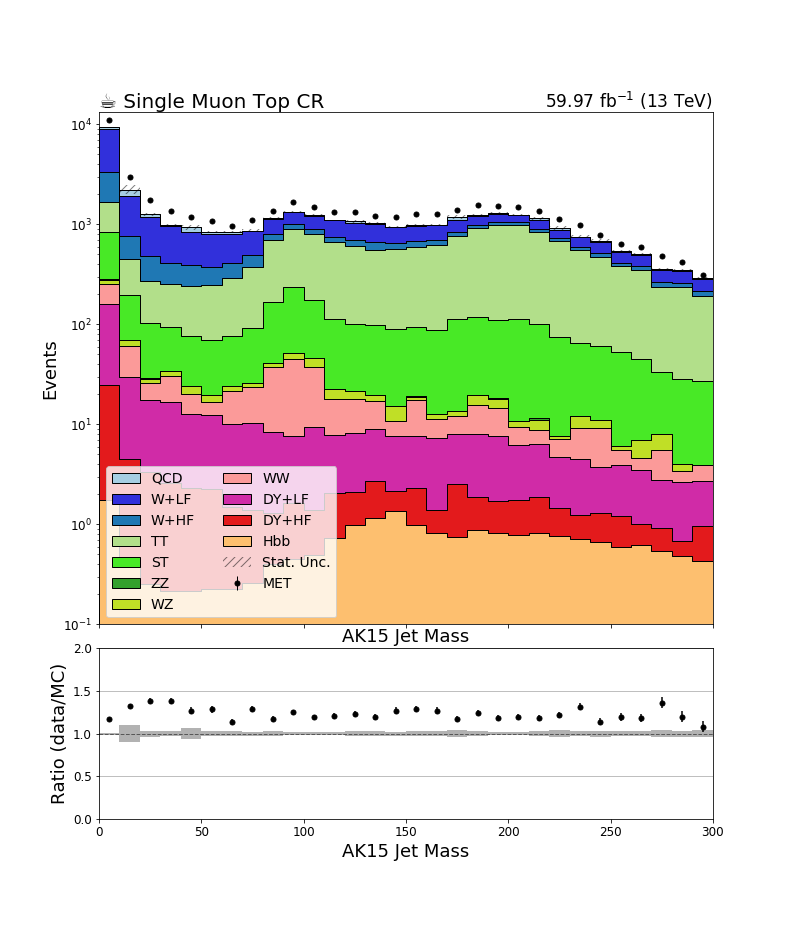 ☕ Single Muon Top CR
59.97 fb⁻¹ (13 TeV)
10⁴
10³
10²
10¹
10⁰
10⁻¹
Events
QCD
W+LF
W+HF
TT
ST
ZZ
WZ
WW
DY+LF
DY+HF
Hbb
Stat. Unc.
MET
AK15 Jet Mass
2.0
1.5
1.0
0.5
0.0
Ratio (data/MC)
0 50 100 150 200 250 300
AK15 Jet Mass